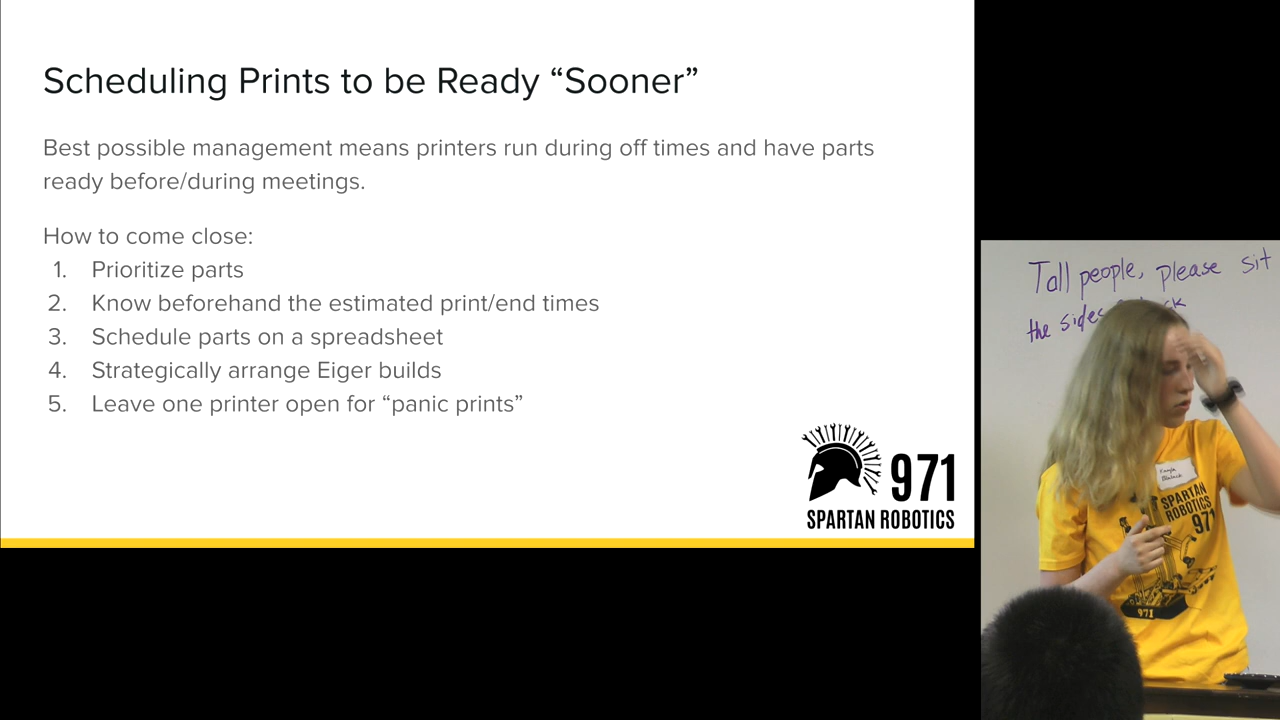 Scheduling Prints to be Ready “Sooner”
Best possible management means printers run during off times and have parts
ready before/during meetings.
How to come close:
1. Prioritize parts
2. Know beforehand the estimated print/end times
3. Schedule parts on a spreadsheet
4. Strategically arrange Eiger builds
5. Leave one printer open for “panic prints”
971
SPARTAN ROBOTICS
Tall people, please sit
the sides
SPARTAN
ROBOTICS
971
971